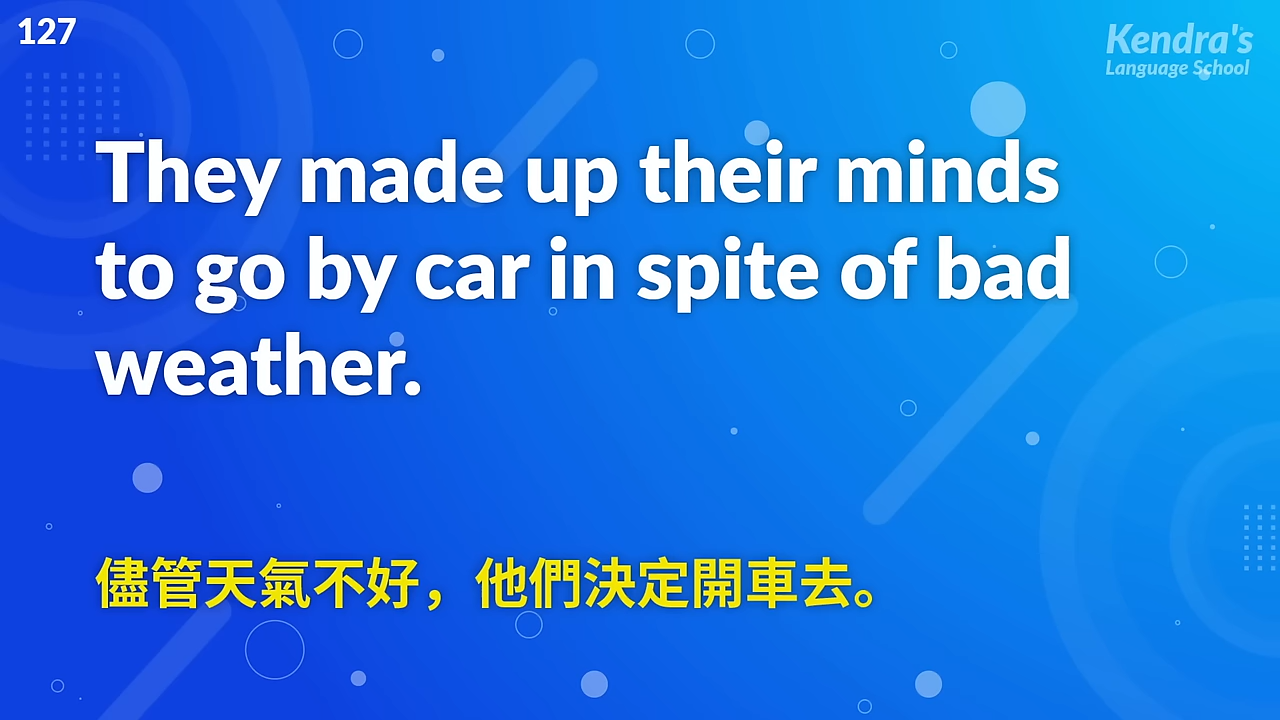 127
Kendra's
Language School
They made up their minds
to go by car in spite of bad
weather.
儘管天氣不好，他們決定開車去。